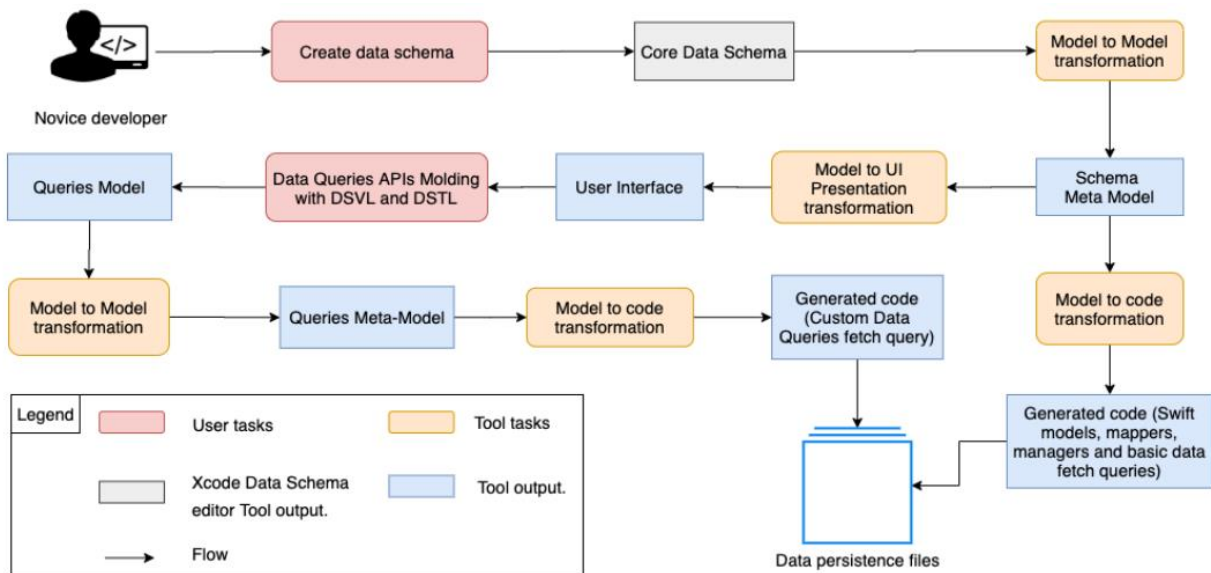 </>
Create data schema
Core Data Schema
Model to Model
transformation
Novice developer
Queries Model
Data Queries APIs Molding
with DSVL and DSTL
User Interface
Model to UI
Presentation
transformation
Schema
Meta Model
Model to Model
transformation
Queries Meta-Model
Model to code
transformation
Generated code
(Custom Data
Queries fetch query)
Model to code
transformation
Legend
User tasks
Tool tasks
Xcode Data Schema
editor Tool output.
Tool output.
Flow
Generated code (Swift
models, mappers,
managers and basic data
fetch queries)
Data persistence files